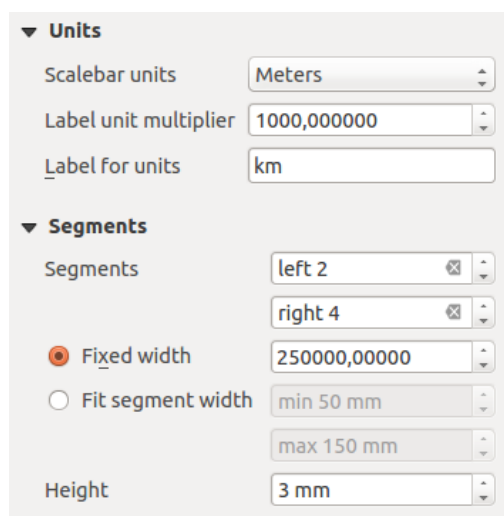 Units
Scalebar units Meters
Label unit multiplier 1000,000000
Label for units km
Segments
Segments left 2
right 4
Fixed width 250000,00000
Fit segment width min 50 mm
max 150 mm
Height 3 mm